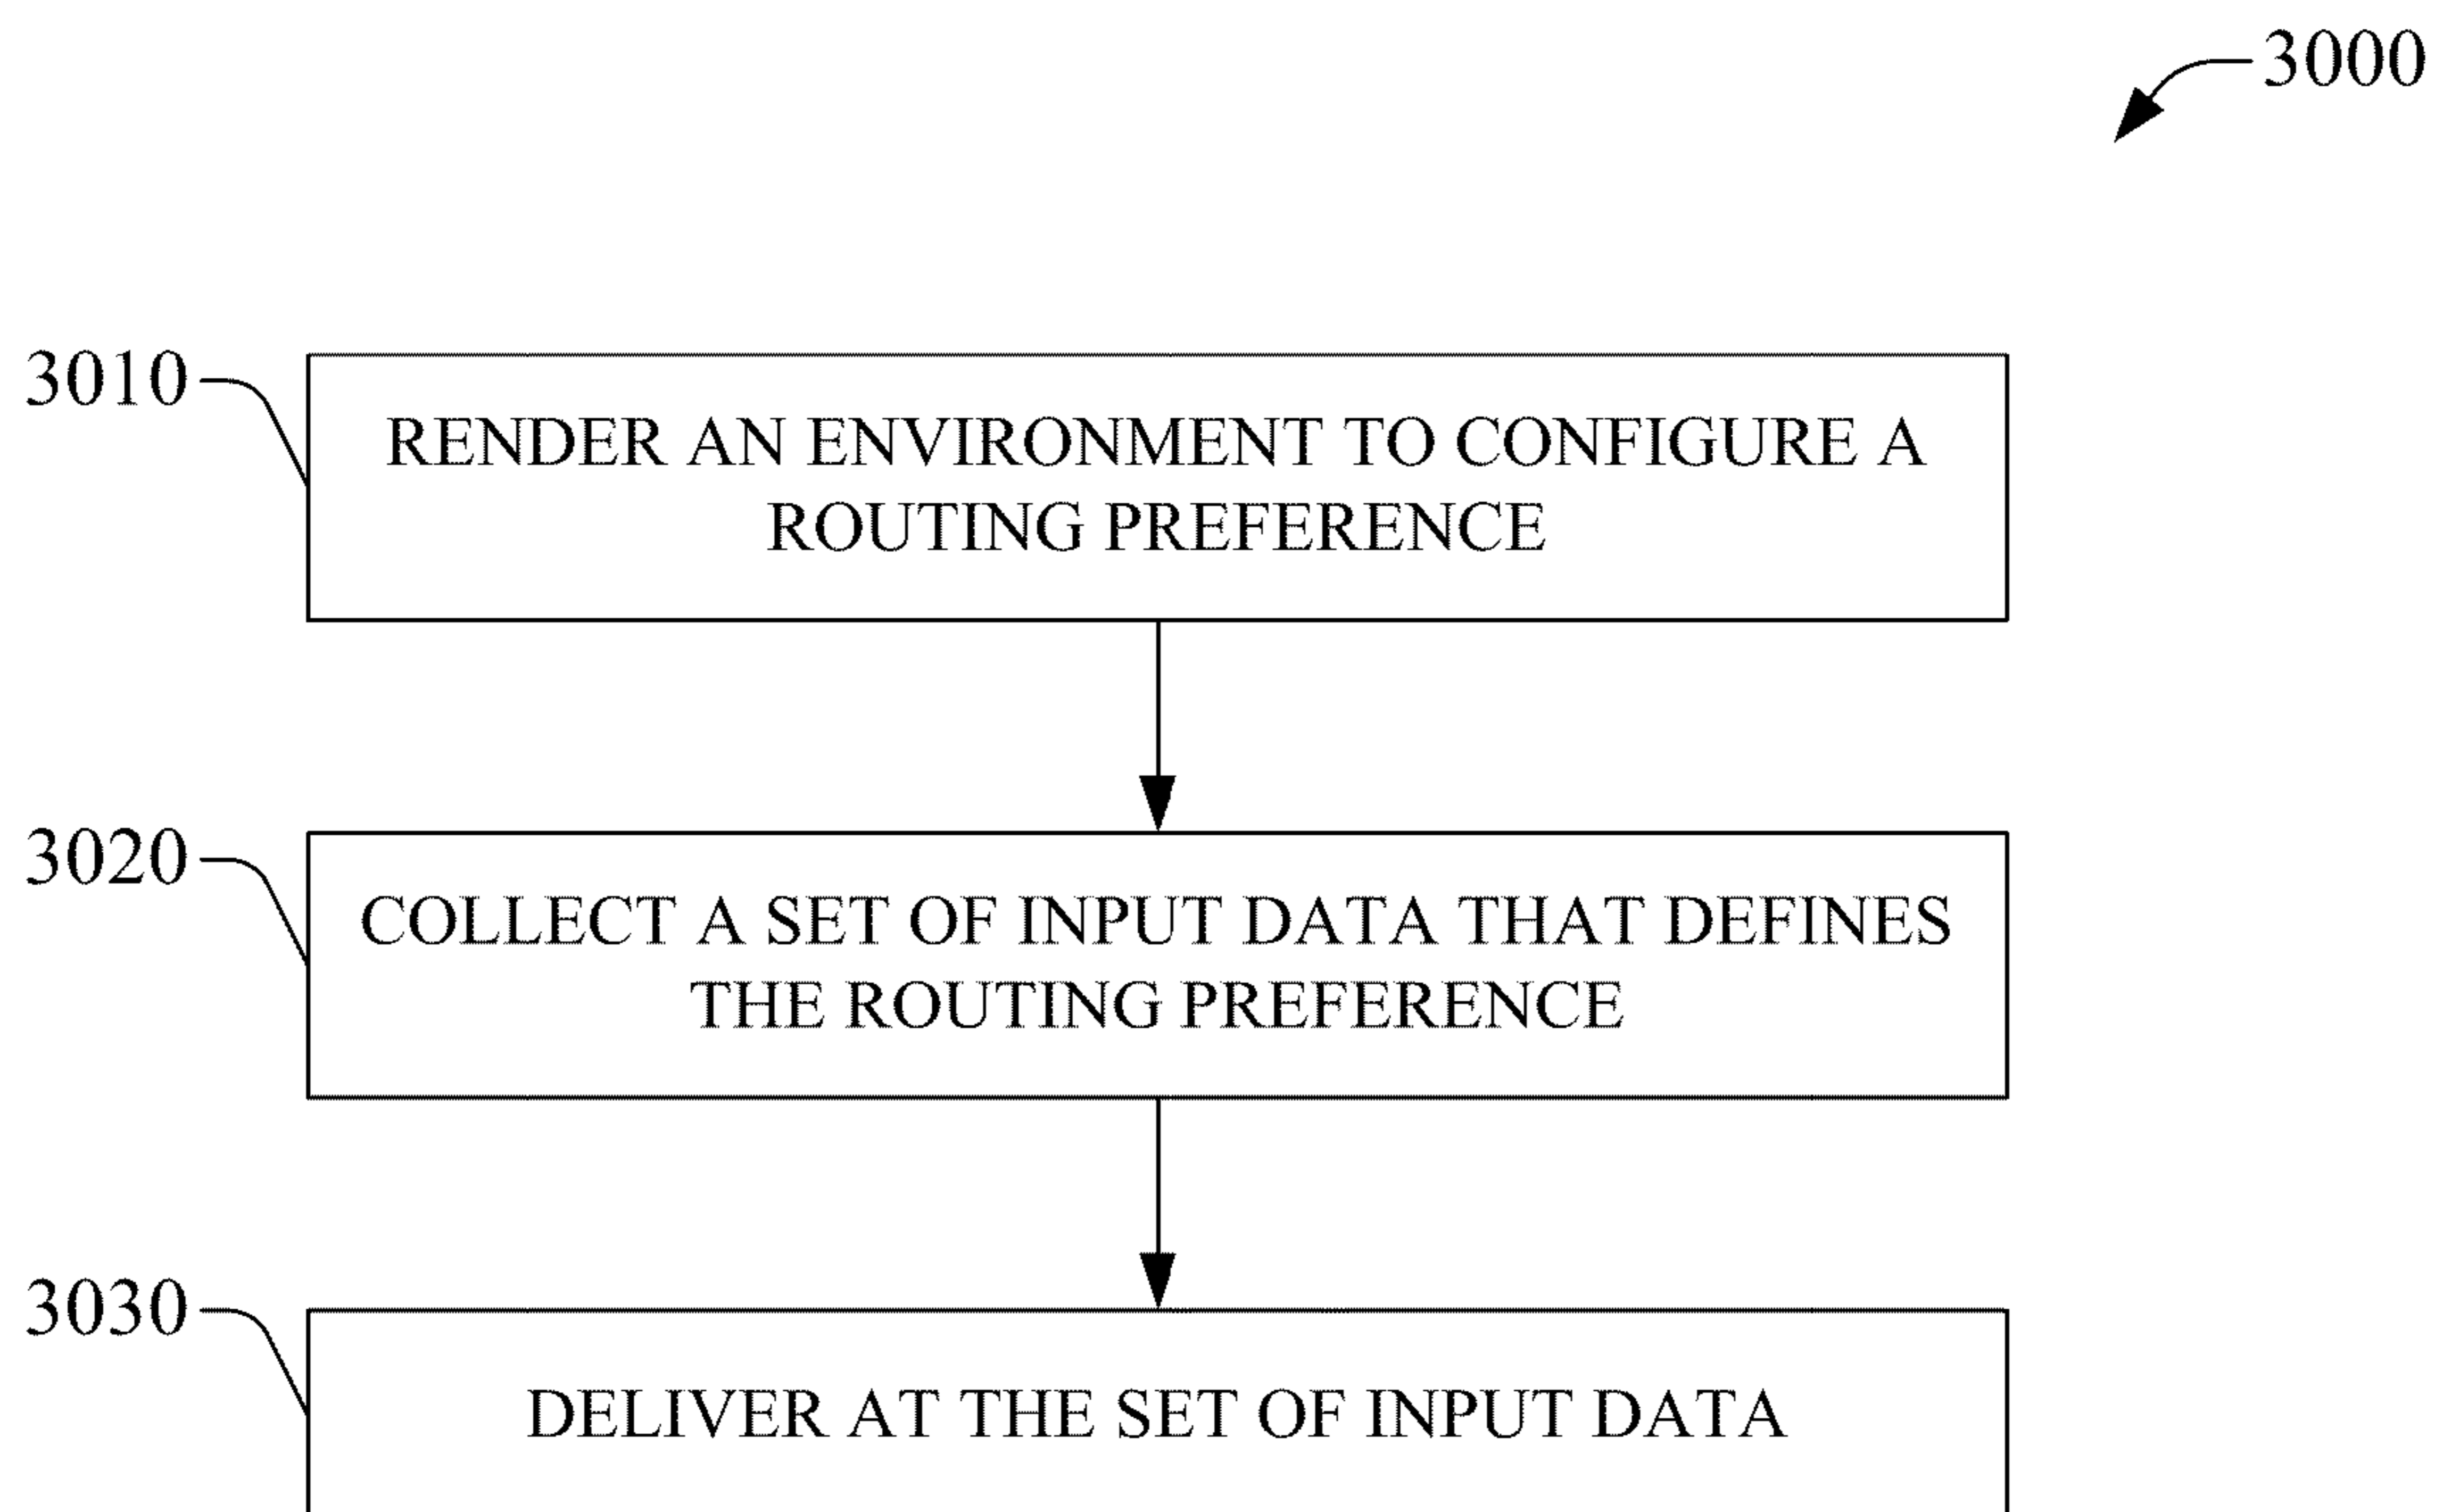 3000
3010
RENDER AN ENVIRONMENT TO CONFIGURE A
ROUTING PREFERENCE
3020
COLLECT A SET OF INPUT DATA THAT DEFINES
THE ROUTING PREFERENCE
3030
DELIVER AT THE SET OF INPUT DATA